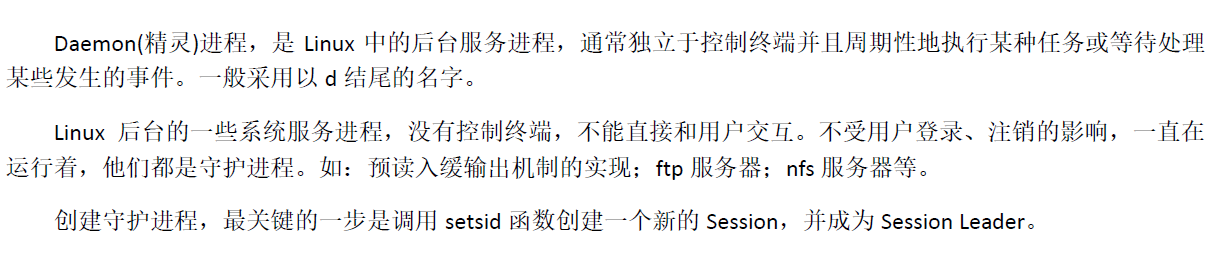 Daemon(精灵)进程，是 Linux 中的后台服务进程，通常独立于控制终端并且周期性地执行某种任务或等待处理
某些发生的事件。一般采用以 d 结尾的名字。
Linux 后台的一些系统服务进程，没有控制终端，不能直接和用户交互。不受用户登录、注销的影响，一直在
运行着，他们都是守护进程。如：预读入缓输出机制的实现；ftp 服务器；nfs 服务器等。
创建守护进程，最关键的一步是调用 setsid 函数创建一个新的 Session，并成为 Session Leader。